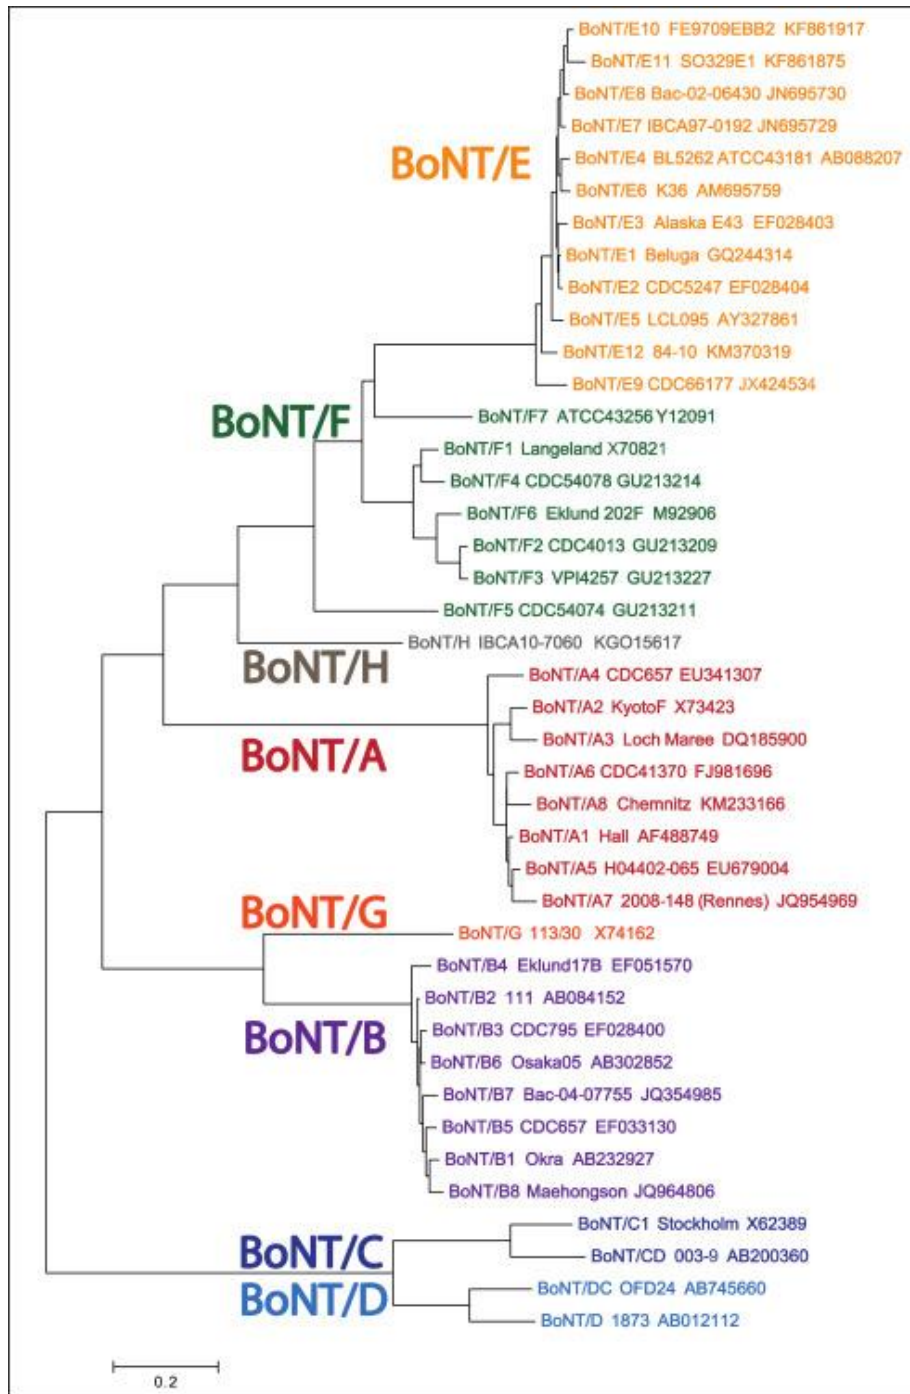 BoNT/E10 FE9709EBB2 KF861917
BoNT/E11 SO329E1 KF861875
BoNT/E8 Bac-02-06430 JN695730
BoNT/E7 IBCA97-0192 JN695729
BoNT/E
BoNT/E4 BL5262 ATCC43181 AB088207
BoNT/E6 K36 AM695759
BoNT/E3 Alaska E43 EF028403
BoNT/E1 Beluga GQ244314
BoNT/E2 CDC5247 EF028404
BoNT/E5 LCL095 AY327861
BoNT/E12 84-10 KM370319
BoNT/E9 CDC66177 JX424534
BoNT/F
BoNT/F7 ATCC43256 Y12091
BoNT/F1 Langeland X70821
BoNT/F4 CDC54078 GU213214
BoNT/F6 Eklund 202F M92906
BoNT/F2 CDC4013 GU213209
BoNT/F3 VPI4257 GU213227
BoNT/F5 CDC54074 GU213211
BoNT/H IBCA10-7060 KGO15617
BoNT/H
BoNT/A4 CDC657 EU341307
BoNT/A2 KyotoF X73423
BoNT/A3 Loch Maree DQ185900
BoNT/A
BoNT/A6 CDC41370 FJ981696
BoNT/A8 Chemnitz KM233166
BoNT/A1 Hall AF488749
BoNT/A5 H04402-065 EU679004
BoNT/A7 2008-148 (Rennes) JQ954969
BoNT/G
BoNT/G 113/30 X74162
BoNT/B4 Eklund17B EF051570
BoNT/B2 111 AB084152
BoNT/B3 CDC795 EF028400
BoNT/B
BoNT/B6 Osaka05 AB302852
BoNT/B7 Bac-04-07755 JQ354985
BoNT/B5 CDC657 EF033130
BoNT/B1 Okra AB232927
BoNT/B8 Maehongson JQ964806
BoNT/C1 Stockholm X62389
BoNT/C
BoNT/CD 003-9 AB200360
BoNT/DC OFD24 AB745660
BoNT/D
BoNT/D 1873 AB012112
0.2